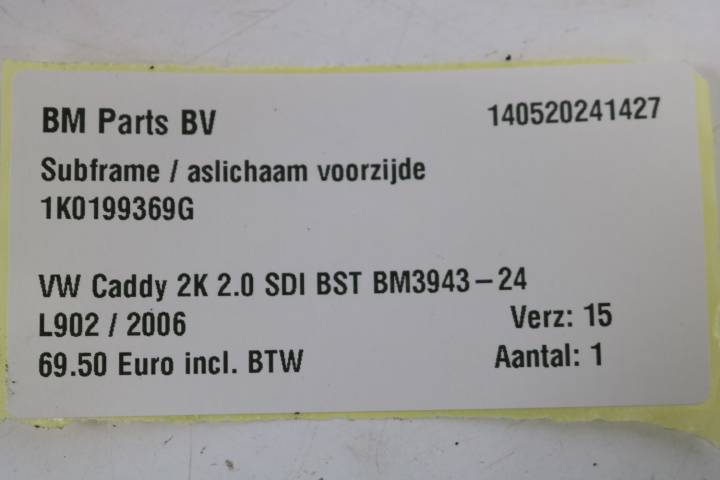 BM Parts BV 140520241427
Subframe / aslichaam voorzijde
1K0199369G
VW Caddy 2K 2.0 SDI BST BM3943-24
L902 / 2006 Verz: 15
69.50 Euro incl. BTW Aantal: 1